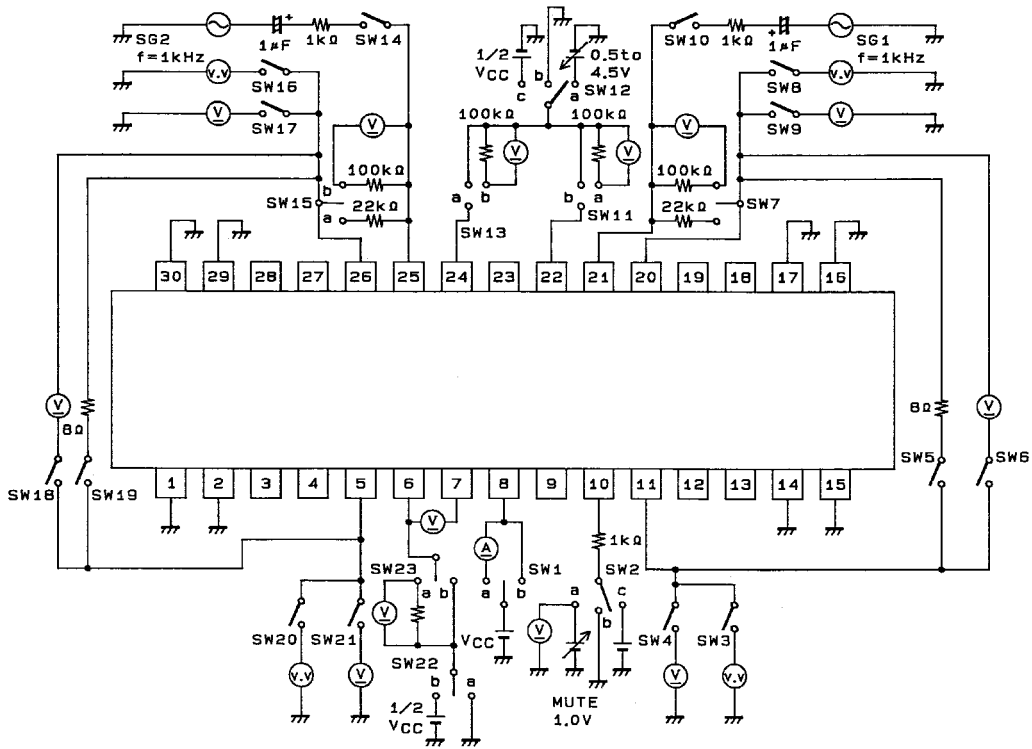 SG2
f=1kHz
1μF
+
1kΩ
SW14
V.V
SW16
V
SW17
V
b
100kΩ
SW15
a
22kΩ
1/2
VCC
c
b
0.5to
4.5V
a
SW12
100kΩ
100kΩ
V
V
a
b
SW13
b
a
SW11
SW10
1kΩ
+
1μF
SG1
f=1kHz
SW8
V.V
SW9
V
V
100kΩ
22kΩ
SW7
30
29
28
27
26
25
24
23
22
21
20
19
18
17
16
V
8Ω
SW18
SW19
8Ω
V
SW5
SW6
1
2
3
4
5
6
7
8
9
10
11
12
13
14
15
V
A
SW1
a
b
VCC
1kΩ
SW2
a
b
c
V
MUTE
1.0V
SW23
a
b
V
SW22
b
a
1/2
VCC
SW20
SW21
V.V
V
SW4
SW3
V
V.V